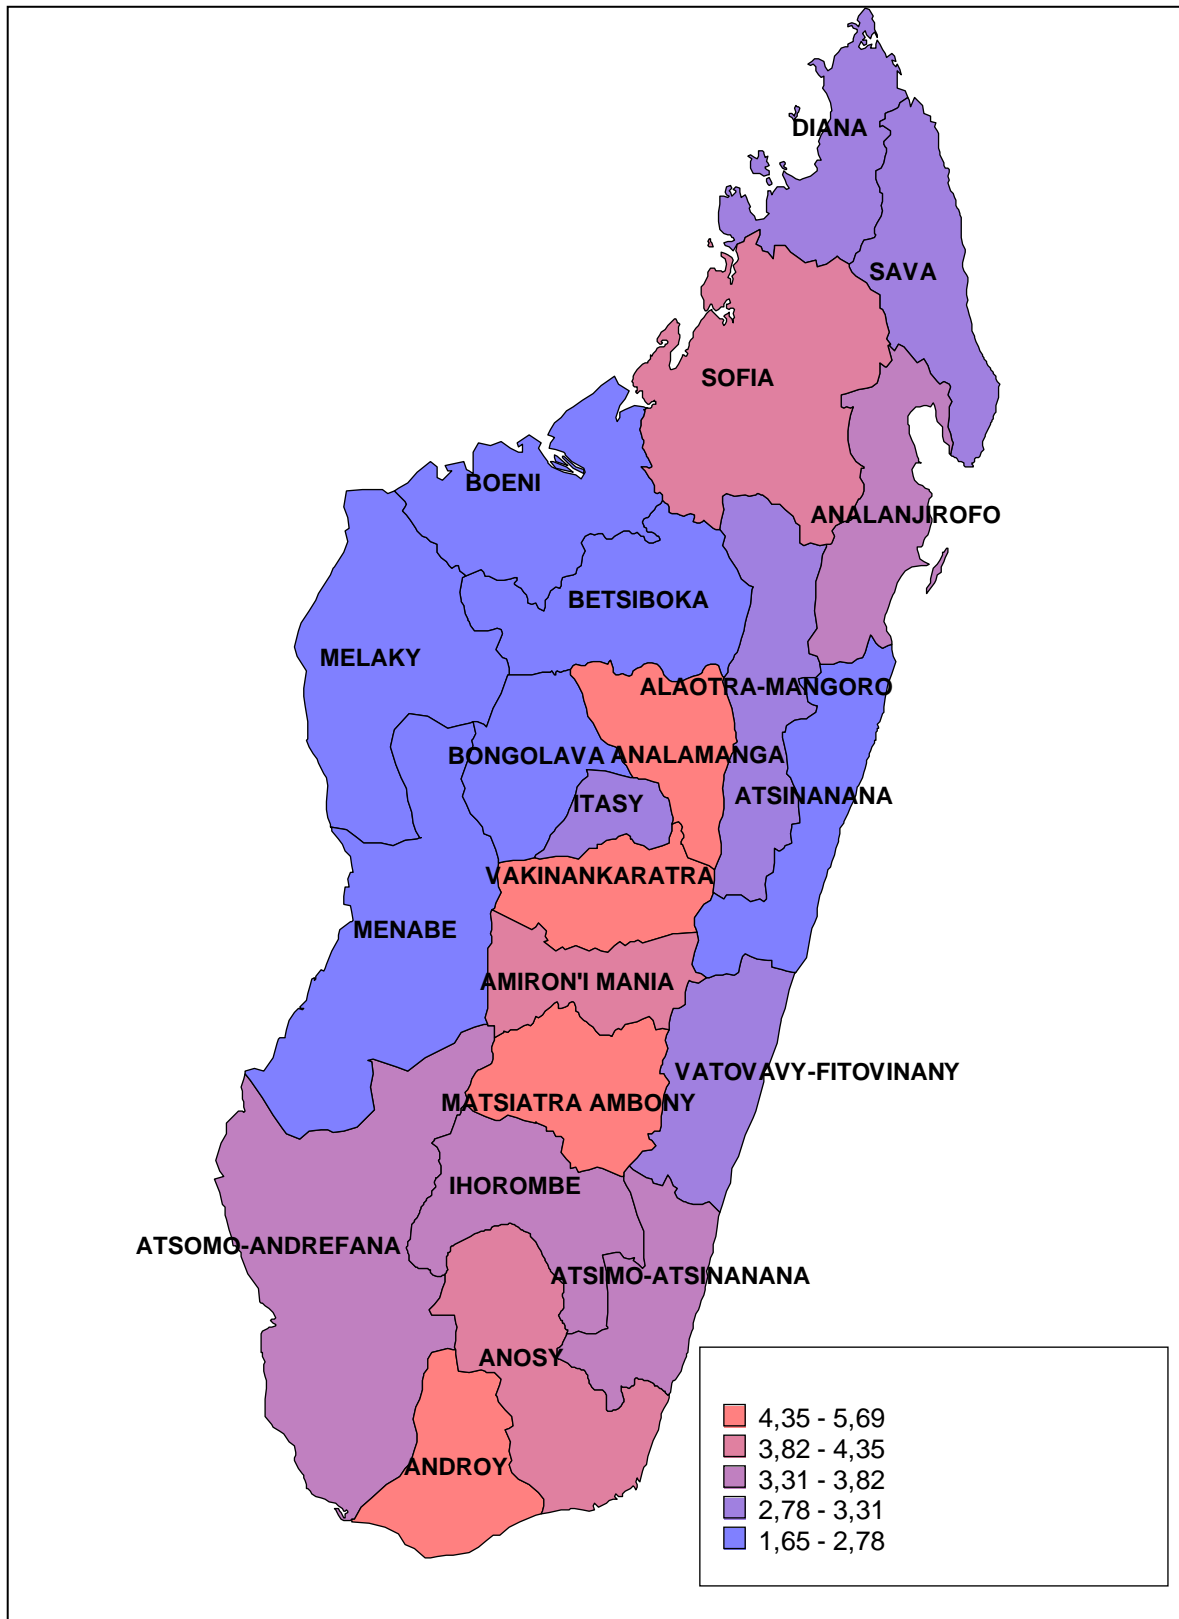 DIANA
SAVA
SOFIA
BOENI
ANALANJIROFO
BETSIBOKA
MELAKY
ALAOTRA-MANGORO
BONGOLAVA
ANALAMANGA
ITASY
ATSINANANA
VAKINANKARATRA
MENABE
AMIRON'I MANIA
VATOVAVY-FITOVINANY
MATSIATRA AMBONY
IHOROMBE
ATSOMO-ANDREFANA
ATSIMO-ATSINANANA
ANOSY
ANDROY
4,35 - 5,69
3,82 - 4,35
3,31 - 3,82
2,78 - 3,31
1,65 - 2,78